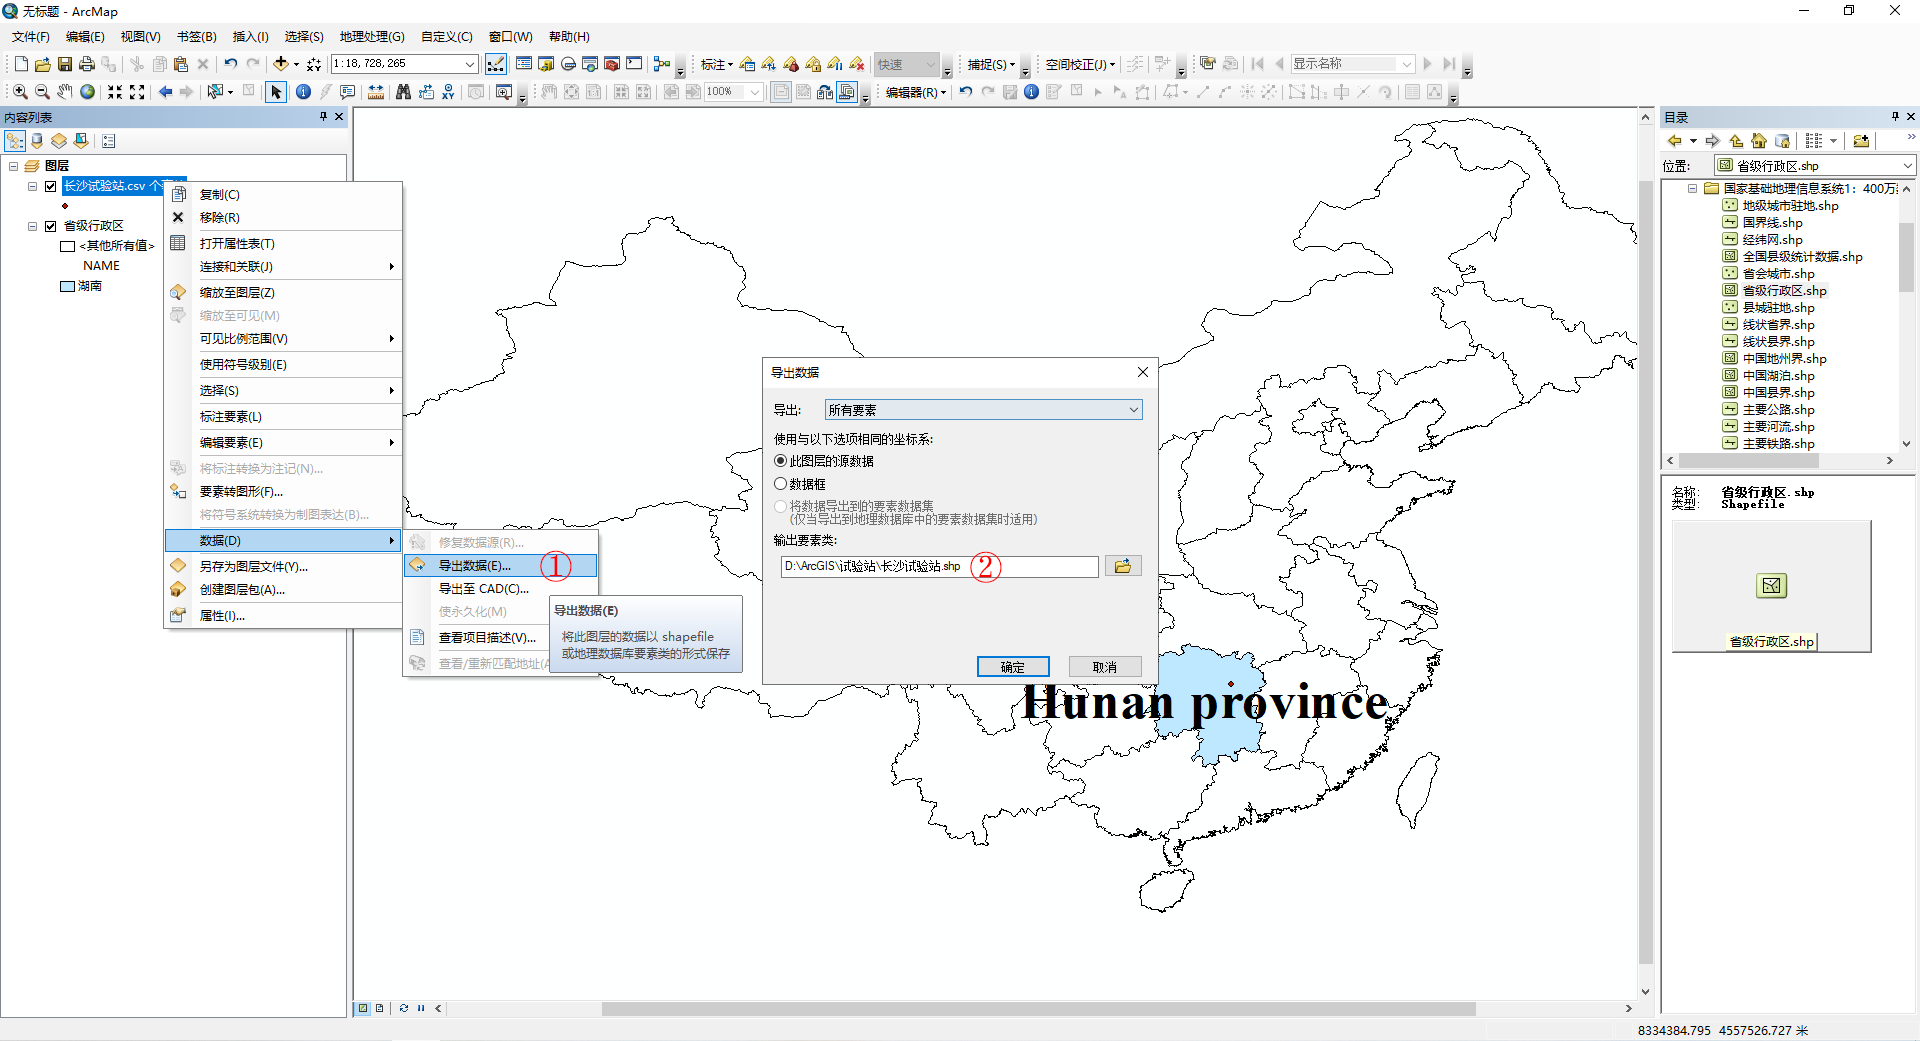 无标题 - ArcMap
文件(F) 编辑(E) 视图(V) 书签(B) 插入(I) 选择(S) 地理处理(G) 自定义(C) 窗口(W) 帮助(H)
1:18,728,265 标注 快速 捕捉(S) 空间校正(J) 显示名称
100% 编辑器(R)
内容列表
图层
长沙试验站.csv 个
省级行政区
<其他所有值>
NAME
湖南
复制(C)
移除(R)
打开属性表(T)
连接和关联(J)
缩放至图层(Z)
缩放至可见(M)
可见比例范围(V)
使用符号级别(E)
选择(S)
标注要素(L)
编辑要素(E)
将标注转换为注记(N)...
要素转图形(F)...
将符号系统转换为制图表达(B)...
数据(D)
另存为图层文件(Y)...
创建图层包(A)...
属性(I)...
修复数据源(R)...
导出数据(E)... ①
导出至 CAD(C)...
使永久化(M)
查看项目描述(V)...
查看/重新匹配地址(A
导出数据(E)
将此图层的数据以 shapefile
或地理数据库要素类的形式保存
导出数据
导出: 所有要素
使用与以下选项相同的坐标系:
此图层的源数据
数据框
将数据导出到的要素数据集
(仅当导出到地理数据库中的要素数据集时适用)
输出要素类:
D:\ArcGIS\试验站\长沙试验站.shp ②
确定 取消
Hunan province
目录
位置: 省级行政区.shp
国家基础地理信息系统1: 400万
地级城市驻地.shp
国界线.shp
经纬网.shp
全国县级统计数据.shp
省会城市.shp
省级行政区.shp
县城驻地.shp
线状省界.shp
线状县界.shp
中国地州界.shp
中国湖泊.shp
中国县界.shp
主要公路.shp
主要河流.shp
主要铁路.shp
名称: 省级行政区.shp
类型: Shapefile
省级行政区.shp
8334384.795 4557526.727 米